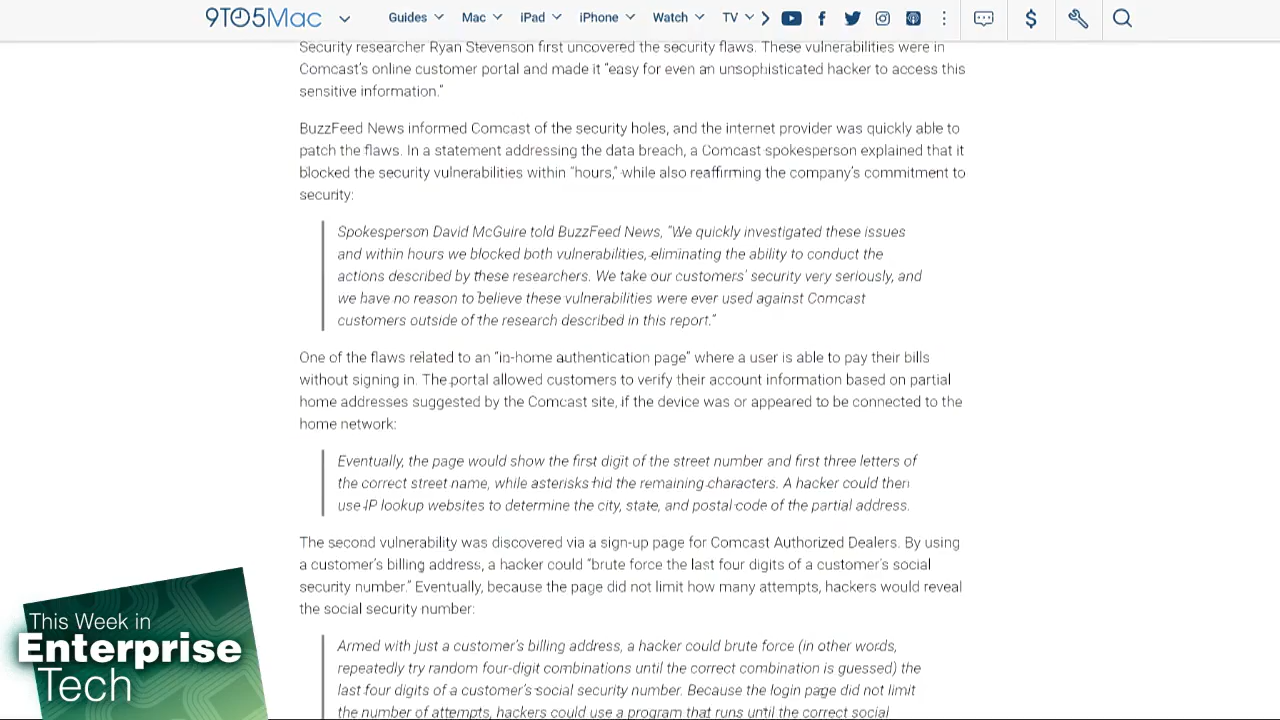 9TO5Mac Guides Mac iPad iPhone Watch TV
Security researcher Ryan Stevenson first uncovered the security flaws. These vulnerabilities were in
Comcast's online customer portal and made it “easy for even an unsophisticated hacker to access this
sensitive information.”
BuzzFeed News informed Comcast of the security holes, and the internet provider was quickly able to
patch the flaws. In a statement addressing the data breach, a Comcast spokesperson explained that it
blocked the security vulnerabilities within “hours,” while also reaffirming the company's commitment to
security:
Spokesperson David McGuire told BuzzFeed News, “We quickly investigated these issues
and within hours we blocked both vulnerabilities, eliminating the ability to conduct the
actions described by these researchers. We take our customers' security very seriously, and
we have no reason to believe these vulnerabilities were ever used against Comcast
customers outside of the research described in this report.”
One of the flaws related to an “in-home authentication page” where a user is able to pay their bills
without signing in. The portal allowed customers to verify their account information based on partial
home addresses suggested by the Comcast site, if the device was or appeared to be connected to the
home network:
Eventually, the page would show the first digit of the street number and first three letters of
the correct street name, while asterisks hid the remaining characters. A hacker could then
use IP lookup websites to determine the city, state, and postal code of the partial address.
The second vulnerability was discovered via a sign-up page for Comcast Authorized Dealers. By using
a customer's billing address, a hacker could “brute force the last four digits of a customer's social
security number.” Eventually, because the page did not limit how many attempts, hackers would reveal
the social security number:
Armed with just a customer's billing address, a hacker could brute force (in other words,
repeatedly try random four-digit combinations until the correct combination is guessed) the
last four digits of a customer's social security number. Because the login page did not limit
the number of attempts, hackers could use a program that runs until the correct social
This Week in
Enterprise
Tech